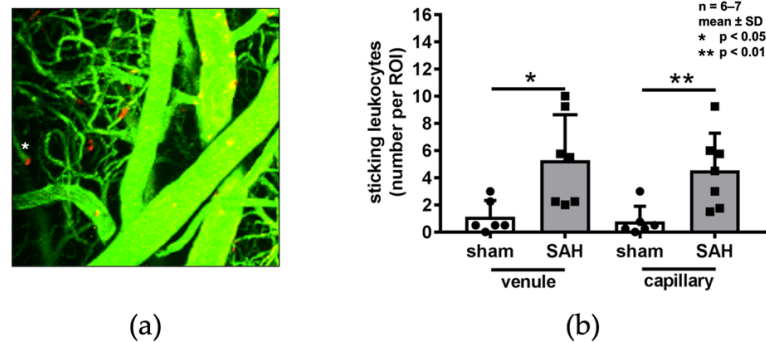 *
n = 6–7
mean ± SD
* p < 0.05
** p < 0.01
sticking leukocytes
(number per ROI)
16
14
12
10
8
6
4
2
0
* **
sham SAH sham SAH
venule capillary
(a) (b)